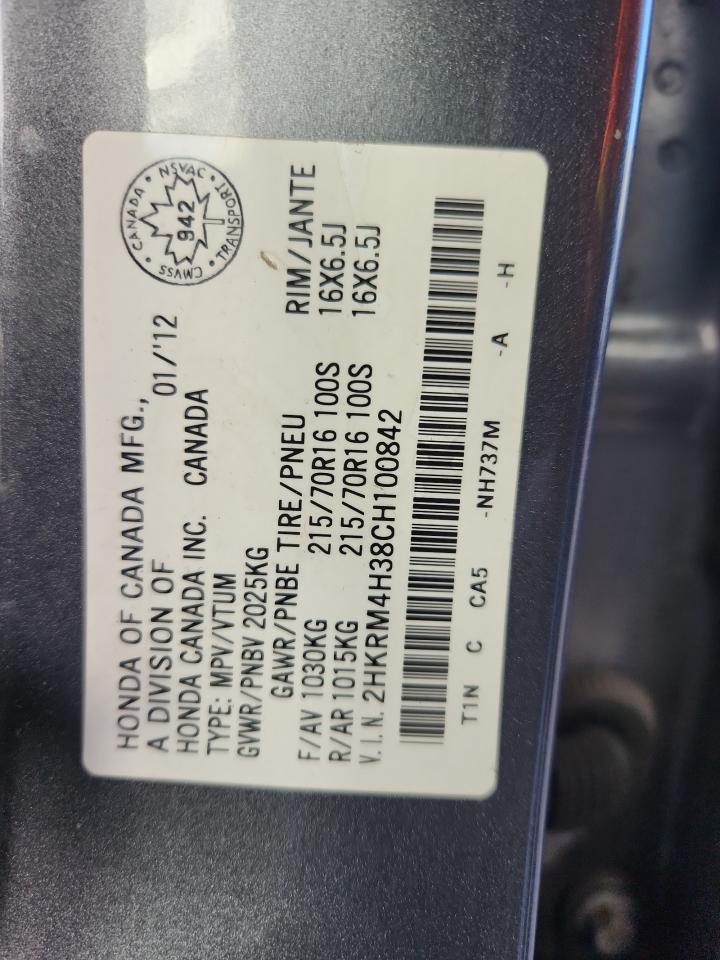 HONDA OF CANADA MFG.,
A DIVISION OF 01/'12
HONDA CANADA INC. CANADA
TYPE: MPV/VTUM
GVWR/PNBV 2025KG
GAWR/PNBE TIRE/PNEU RIM/JANTE
F/AV 1030KG 215/70R16 100S 16X6.5J
R/AR 1015KG 215/70R16 100S 16X6.5J
V.I.N. 2HKRM4H38CH100842
T1N C CA5 -NH737M -A -H
CANADA • NSVAC • TRANSPORT • CMVSS •
942